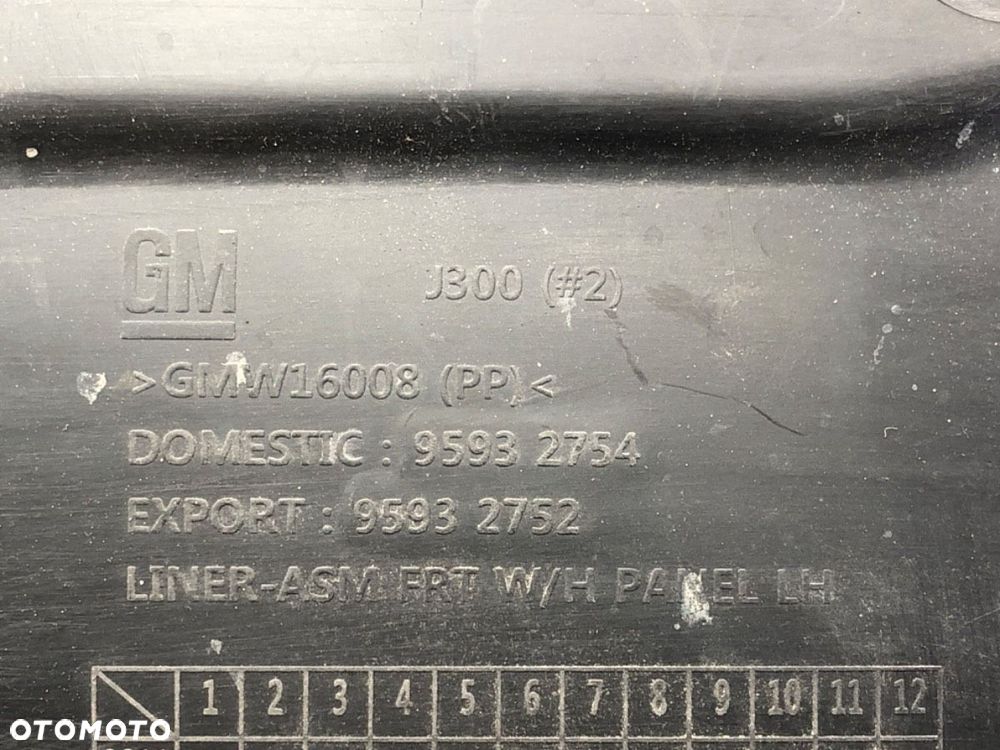 GM
J300 (#2)
>GMW16008 (PP)<
DOMESTIC : 9593 2754
EXPORT : 9593 2752
LINER-ASM FRT W/H PANEL LH
1 2 3 4 5 6 7 8 9 10 11 12
OTOMOTO